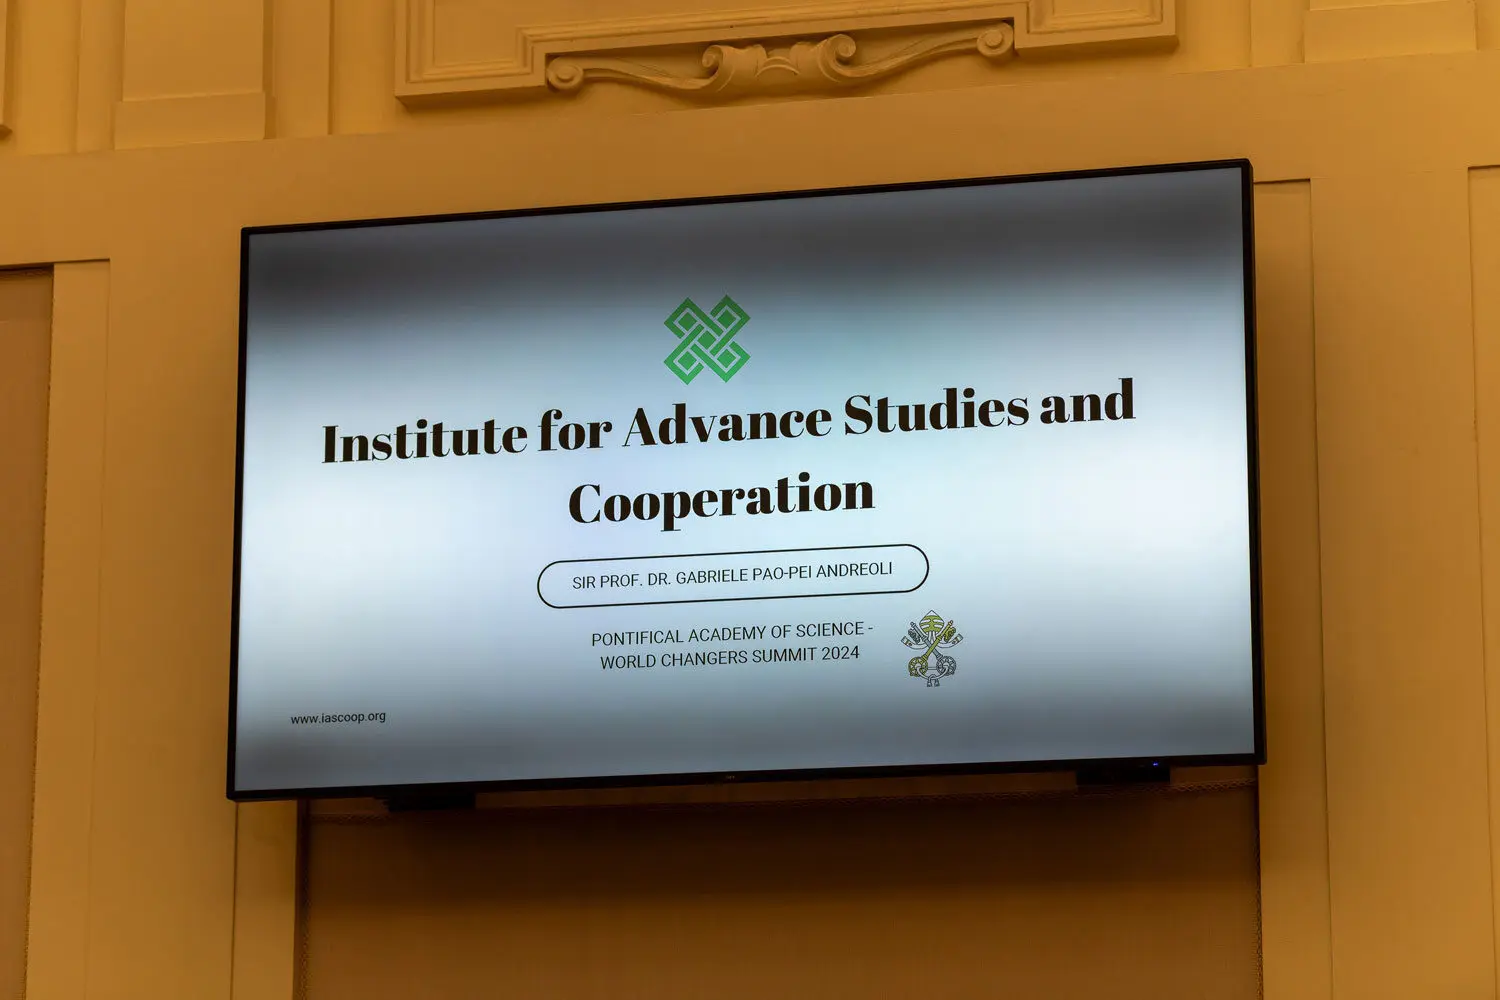 Institute for Advance Studies and
Cooperation
SIR PROF. DR. GABRIELE PAO-PEI ANDREOLI
PONTIFICAL ACADEMY OF SCIENCE -
WORLD CHANGERS SUMMIT 2024
www.iascoop.org